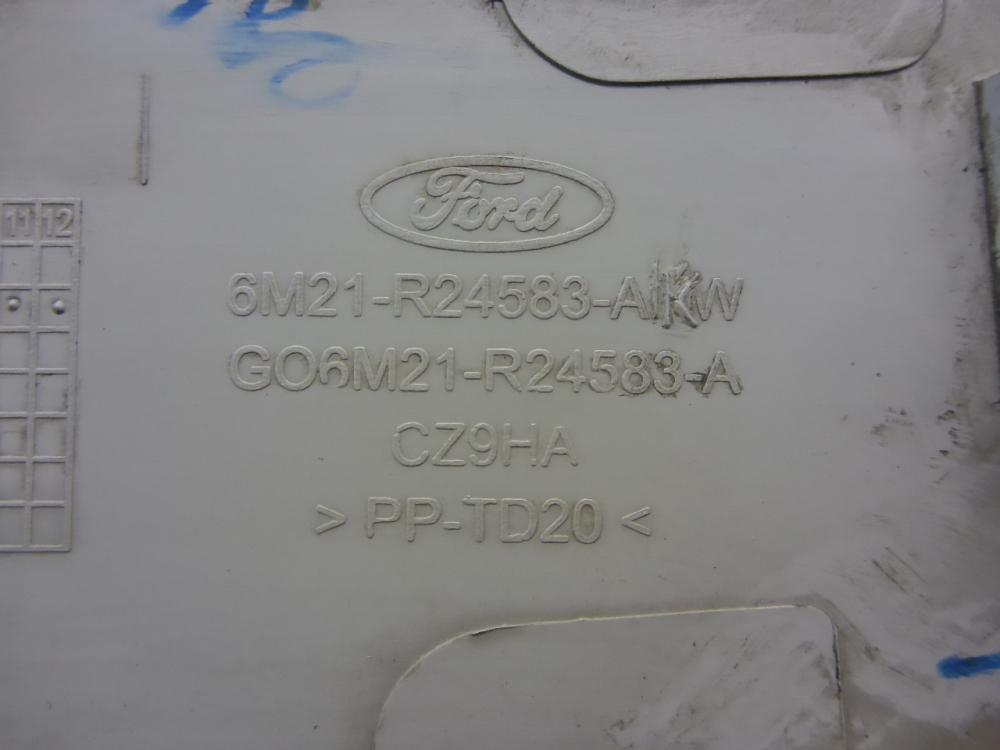 Ford
11 12
6M21-R24583-AKW
GO6M21-R24583-A
CZ9HA
> PP-TD20 <